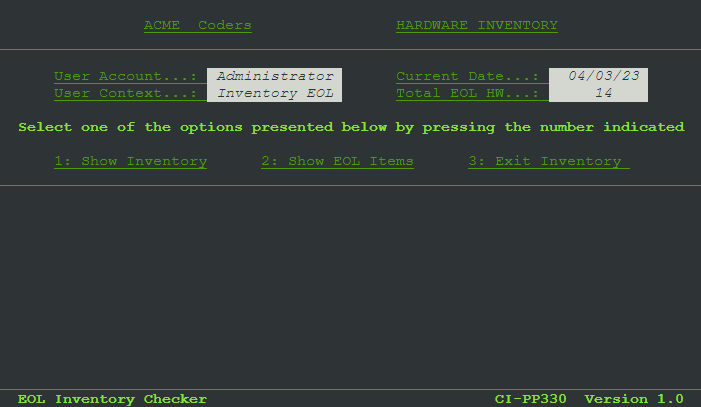 ACME  Coders                HARDWARE INVENTORY
User Account...: Administrator      Current Date...: 04/03/23
User Context...: Inventory EOL      Total EOL HW...: 14
Select one of the options presented below by pressing the number indicated
1: Show Inventory      2: Show EOL Items      3: Exit Inventory
EOL Inventory Checker                CI-PP330  Version 1.0